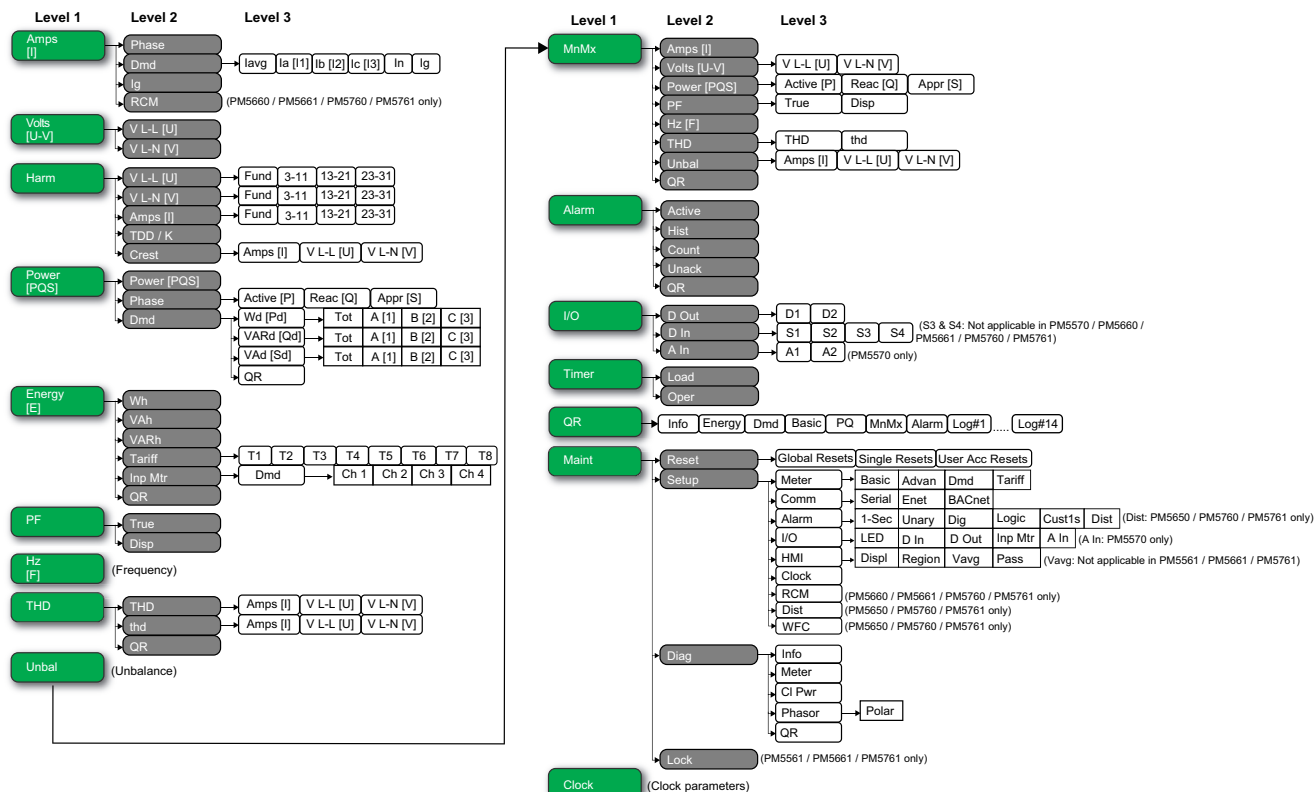 Level 1 Level 2 Level 3
Amps
[I]
Phase
Dmd Iavg Ia [I1] Ib [I2] Ic [I3] In Ig
Ig
RCM (PM5660 / PM5661 / PM5760 / PM5761 only)
Volts
[U-V]
V L-L [U]
V L-N [V]
Harm
V L-L [U] Fund 3-11 13-21 23-31
V L-N [V] Fund 3-11 13-21 23-31
Amps [I] Fund 3-11 13-21 23-31
TDD / K
Crest Amps [I] V L-L [U] V L-N [V]
Power
[PQS]
Power [PQS]
Phase Active [P] Reac [Q] Appr [S]
Dmd Wd [Pd] Tot A [1] B [2] C [3]
VARd [Qd] Tot A [1] B [2] C [3]
VAd [Sd] Tot A [1] B [2] C [3]
QR
Energy
[E]
Wh
VAh
VARh
Tariff T1 T2 T3 T4 T5 T6 T7 T8
Inp Mtr Dmd Ch 1 Ch 2 Ch 3 Ch 4
QR
PF
True
Disp
Hz
[F]
(Frequency)
THD
THD Amps [I] V L-L [U] V L-N [V]
thd Amps [I] V L-L [U] V L-N [V]
QR
Unbal (Unbalance)
Level 1 Level 2 Level 3
MnMx
Amps [I]
Volts [U-V] V L-L [U] V L-N [V]
Power [PQS] Active [P] Reac [Q] Appr [S]
PF True Disp
Hz [F]
THD THD thd
Unbal Amps [I] V L-L [U] V L-N [V]
QR
Alarm
Active
Hist
Count
Unack
QR
I/O
D Out D1 D2
D In S1 S2 S3 S4 (S3 & S4: Not applicable in PM5570 / PM5660 /
PM5661 / PM5760 / PM5761)
A In A1 A2 (PM5570 only)
Timer
Load
Oper
QR Info Energy Dmd Basic PQ MnMx Alarm Log#1 ..... Log#14
Maint
Reset Global Resets Single Resets User Acc Resets
Setup Meter Basic Advan Dmd Tariff
Comm Serial Enet BACnet
Alarm 1-Sec Unary Dig Logic Cust1s Dist (Dist: PM5650 / PM5760 / PM5761 only)
I/O LED D In D Out Inp Mtr A In (A In: PM5570 only)
HMI Displ Region Vavg Pass (Vavg: Not applicable in PM5561 / PM5661 / PM5761)
Clock
RCM (PM5660 / PM5661 / PM5760 / PM5761 only)
Dist (PM5650 / PM5760 / PM5761 only)
WFC (PM5650 / PM5760 / PM5761 only)
Diag Info
Meter
Cl Pwr
Phasor Polar
QR
Lock (PM5561 / PM5661 / PM5761 only)
Clock (Clock parameters)